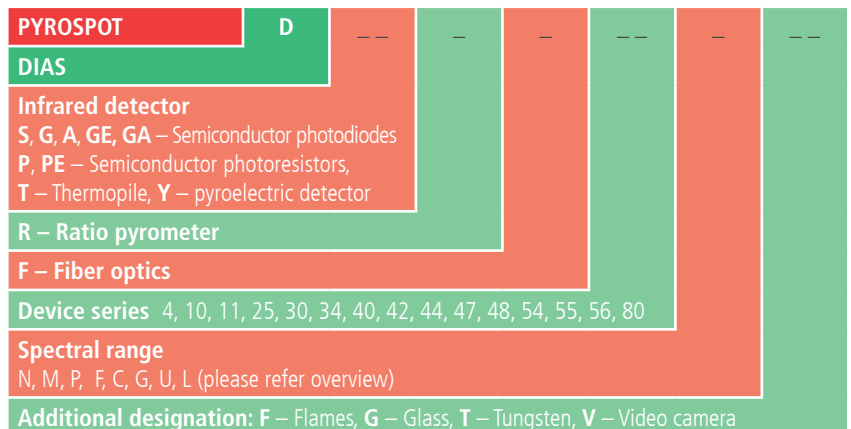 PYROSPOT D _ _ _ _ _ _ _ _ _
DIAS
Infrared detector
S, G, A, GE, GA – Semiconductor photodiodes
P, PE – Semiconductor photoresistors,
T – Thermopile, Y – pyroelectric detector
R – Ratio pyrometer
F – Fiber optics
Device series 4, 10, 11, 25, 30, 34, 40, 42, 44, 47, 48, 54, 55, 56, 80
Spectral range
N, M, P, F, C, G, U, L (please refer overview)
Additional designation: F – Flames, G – Glass, T – Tungsten, V – Video camera